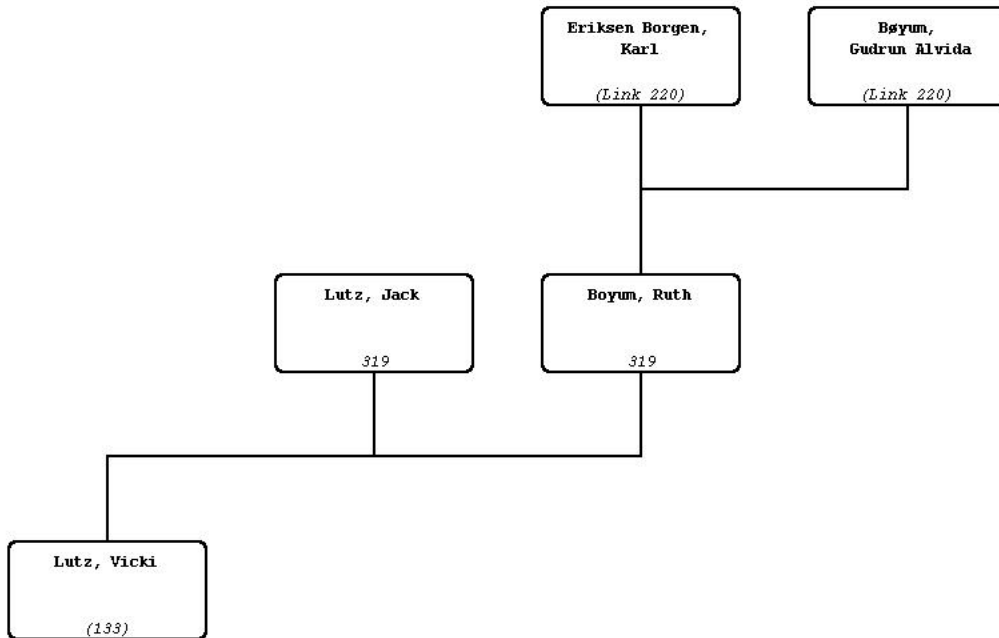 Eriksen Borgen,
Karl
(Link 220)
Bøyum,
Gudrun Alvida
(Link 220)
Lutz, Jack
319
Boyum, Ruth
319
Lutz, Vicki
(133)